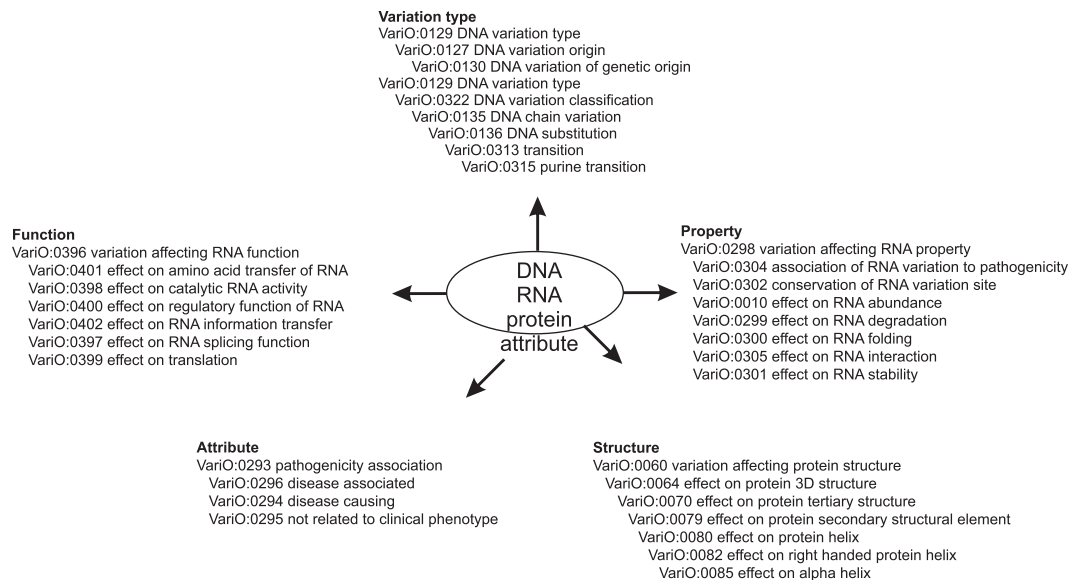 Variation type
VariO:0129 DNA variation type
VariO:0127 DNA variation origin
VariO:0130 DNA variation of genetic origin
VariO:0129 DNA variation type
VariO:0322 DNA variation classification
VariO:0135 DNA chain variation
VariO:0136 DNA substitution
VariO:0313 transition
VariO:0315 purine transition
Function
VariO:0396 variation affecting RNA function
VariO:0401 effect on amino acid transfer of RNA
VariO:0398 effect on catalytic RNA activity
VariO:0400 effect on regulatory function of RNA
VariO:0402 effect on RNA information transfer
VariO:0397 effect on RNA splicing function
VariO:0399 effect on translation
DNA
RNA
protein
attribute
Property
VariO:0298 variation affecting RNA property
VariO:0304 association of RNA variation to pathogenicity
VariO:0302 conservation of RNA variation site
VariO:0010 effect on RNA abundance
VariO:0299 effect on RNA degradation
VariO:0300 effect on RNA folding
VariO:0305 effect on RNA interaction
VariO:0301 effect on RNA stability
Attribute
VariO:0293 pathogenicity association
VariO:0296 disease associated
VariO:0294 disease causing
VariO:0295 not related to clinical phenotype
Structure
VariO:0060 variation affecting protein structure
VariO:0064 effect on protein 3D structure
VariO:0070 effect on protein tertiary structure
VariO:0079 effect on protein secondary structural element
VariO:0080 effect on protein helix
VariO:0082 effect on right handed protein helix
VariO:0085 effect on alpha helix